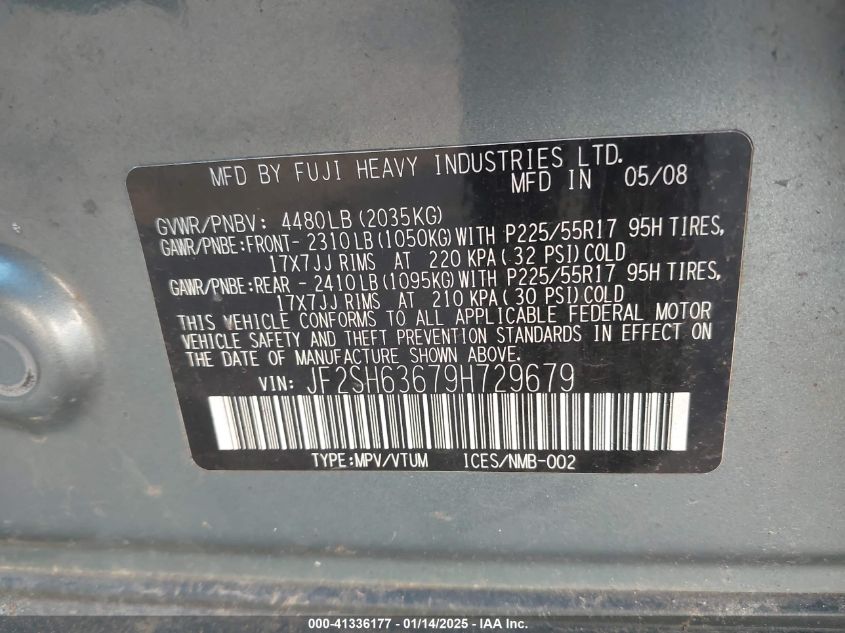 MFD BY FUJI HEAVY INDUSTRIES LTD.
MFD IN 05/08
GVWR/PNBV: 4480LB (2035KG)
GAWR/PNBE:FRONT- 2310LB (1050KG) WITH P225/55R17 95H TIRES,
17X7JJ RIMS AT 220 KPA ( 32 PSI) COLD
GAWR/PNBE:REAR - 2410LB (1095KG) WITH P225/55R17 95H TIRES,
17X7JJ RIMS AT 210 KPA (30 PSI) COLD
THIS VEHICLE CONFORMS TO ALL APPLICABLE FEDERAL MOTOR
VEHICLE SAFETY AND THEFT PREVENTION STANDARDS IN EFFECT ON
THE DATE OF MANUFACTURE SHOWN ABOVE.
VIN: JF2SH63679H729679
TYPE:MPV/VTUM ICES/NMB-002
000-41336177 - 01/14/2025 - IAA Inc.